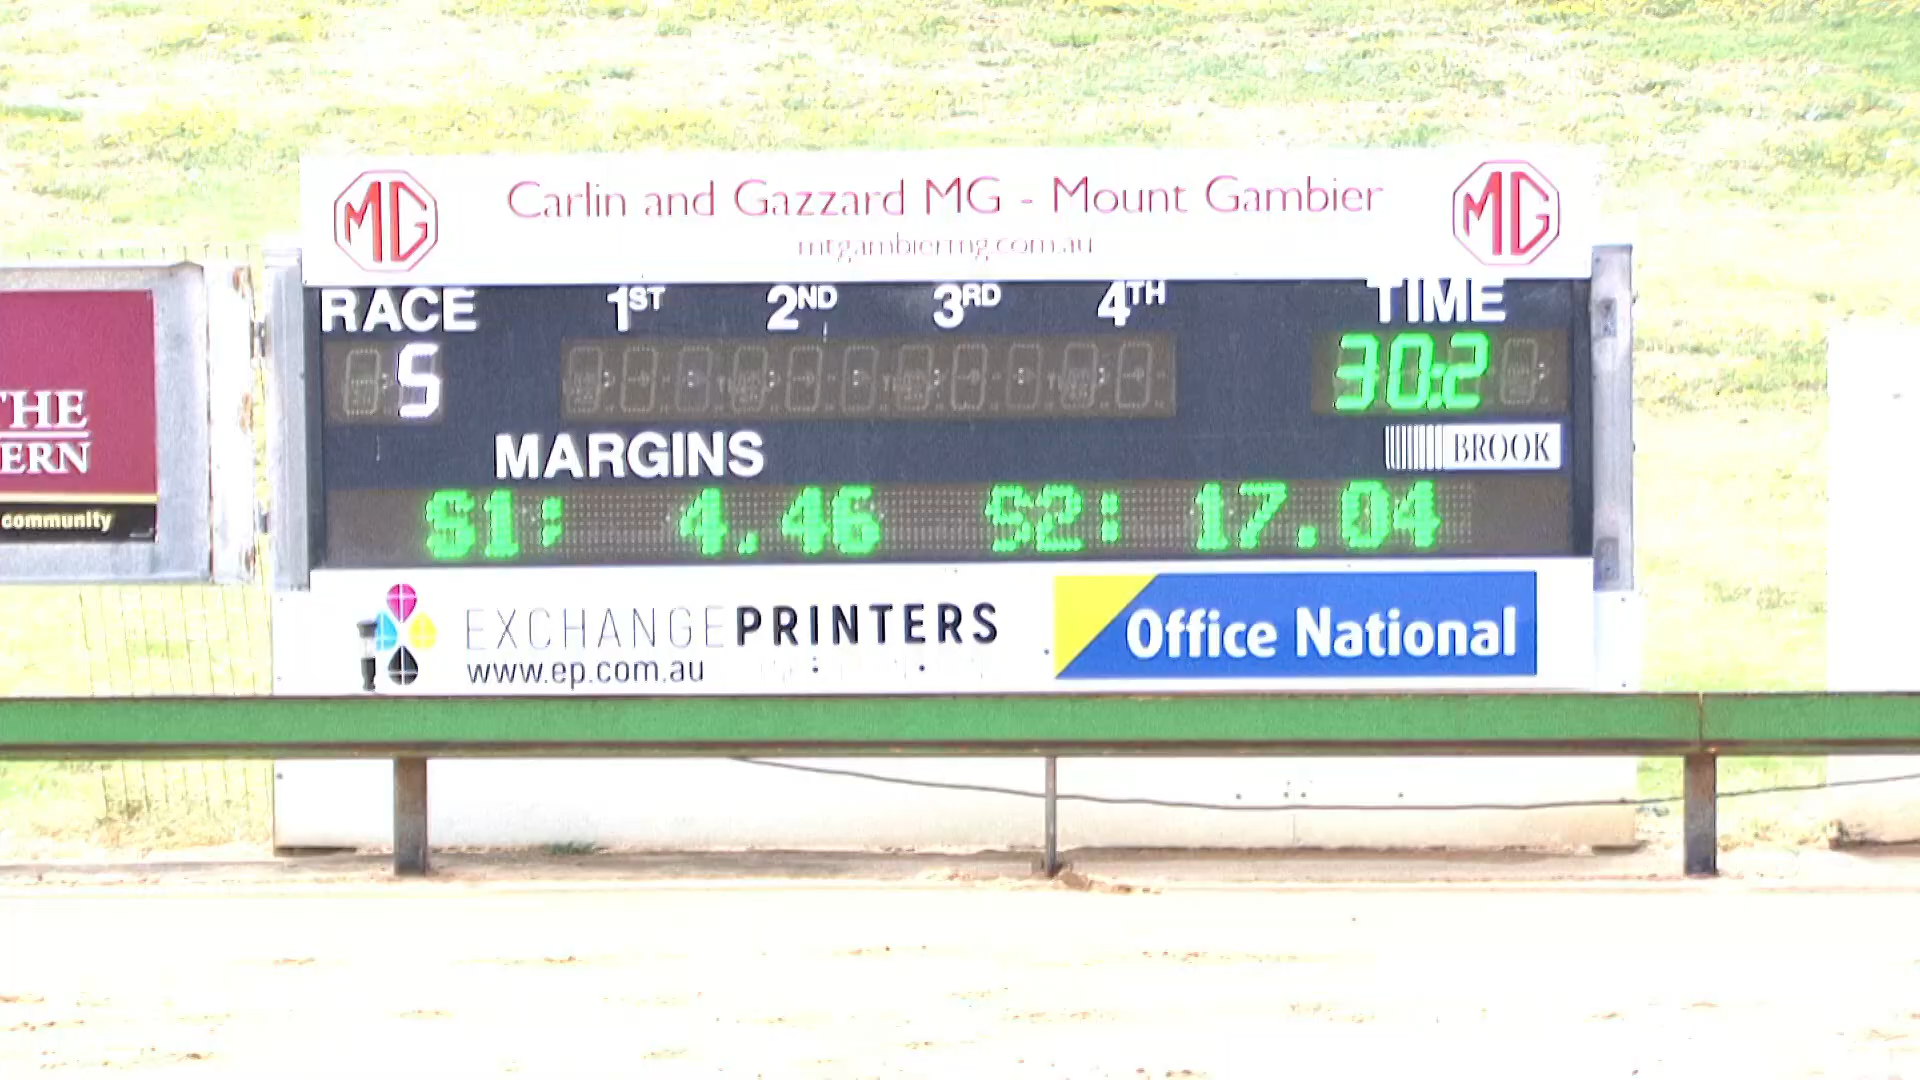 MG Carlin and Gazzard MG - Mount Gambier MG
mtgambiermg.com.au
RACE 1ST 2ND 3RD 4TH TIME
5 30:2
MARGINS BROOK
S1: 4.46 S2: 17.04
EXCHANGEPRINTERS
www.ep.com.au
Office National
THE
ERN
community